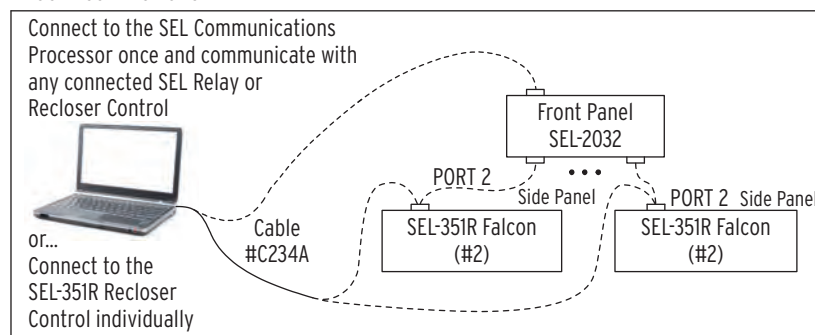 Connect to the SEL Communications
Processor once and communicate with
any connected SEL Relay or
Recloser Control
Front Panel
SEL-2032
PORT 2
Side Panel
PORT 2
Side Panel
Cable
#C234A
SEL-351R Falcon
(#2)
SEL-351R Falcon
(#2)
or...
Connect to the
SEL-351R Recloser
Control individually